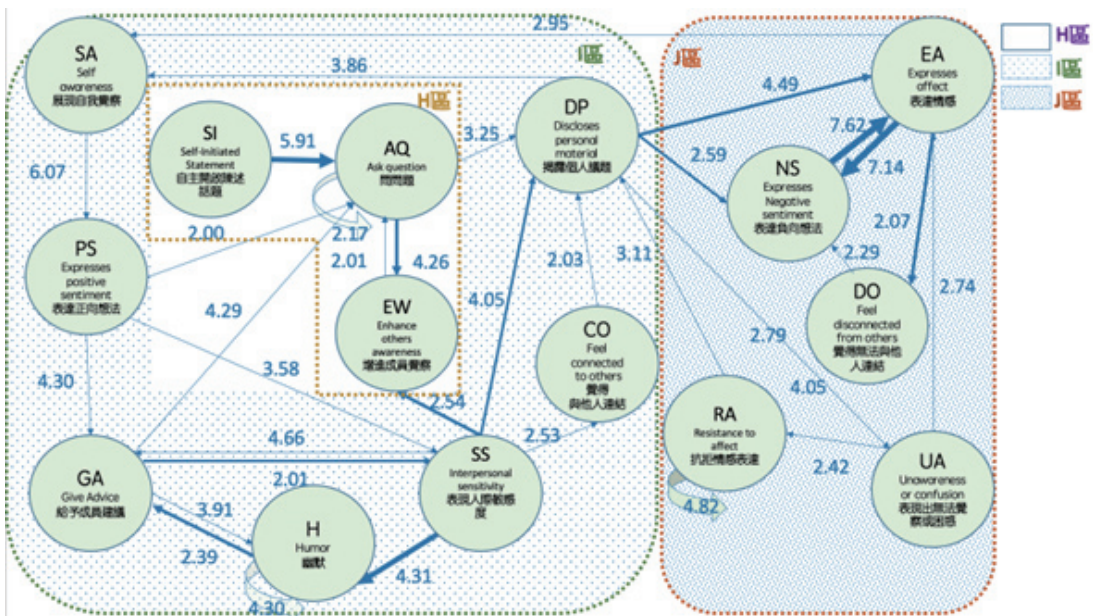 2.95
I區
J區
H區
I區
J區
SA
Self
awareness
展現自我覺察
3.86
H區
EA
Expresses
affect
表達情感
4.49
DP
Discloses
personal
material
揭露個人議題
SI
Self-Initiated
Statement
自主開啟陳述
話題
5.91
AQ
Ask question
問問題
3.25
7.62
7.14
2.59
NS
Expresses
Negative
sentiment
表達負向想法
6.07
2.00
2.17
2.01
4.26
2.07
PS
Expresses
positive
sentiment
表達正向想法
2.03
3.11
2.29
2.74
4.29
4.05
EW
Enhance
others
awareness
增進成員覺察
CO
Feel
connected
to others
覺得
與他人連結
DO
Feel
disconnected
from others
覺得無法與他
人連結
2.79
4.05
4.30
3.58
2.54
2.53
RA
Resistance to
affect
抗拒情感表達
4.66
2.01
SS
Interpersonal
sensitivity
表現人際敏感
度
2.42
UA
Unawareness
or confusion
表現出無法覺
察或困惑
GA
Give Advice
給予成員建議
3.91
2.39
H
Humor
幽默
4.31
4.30
4.82